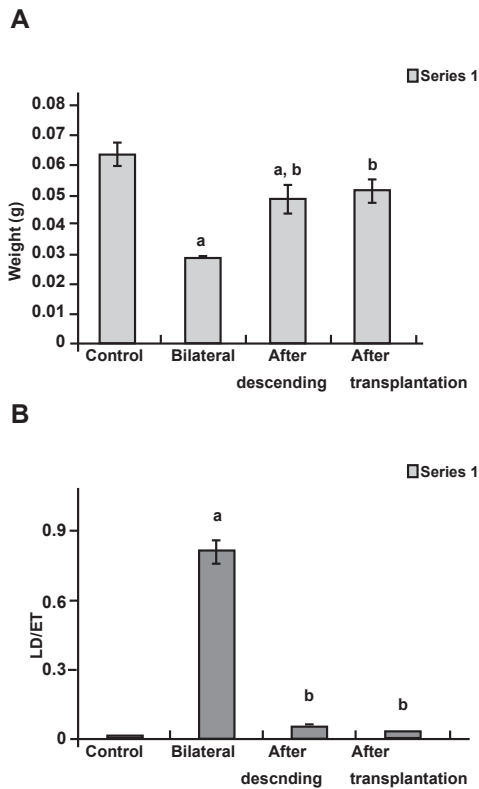 A
Series 1
0.08
0.07
0.06
0.05
0.04
0.03
0.02
0.01
0
Weight (g)
a
a, b
b
Control Bilateral After After
descending transplantation
B
Series 1
0.9
0.6
0.3
0
LD/ET
a
b
b
Control Bilateral After After
descnding transplantation